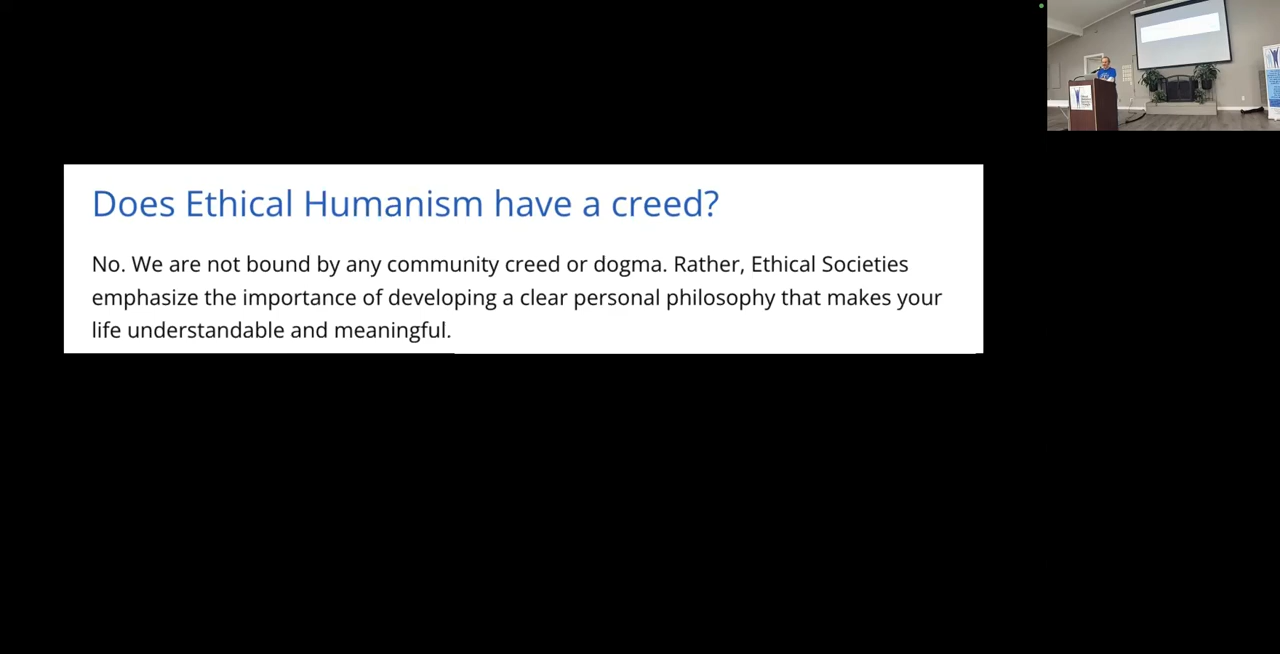 Does Ethical Humanism have a creed?
No. We are not bound by any community creed or dogma. Rather, Ethical Societies
emphasize the importance of developing a clear personal philosophy that makes your
life understandable and meaningful.